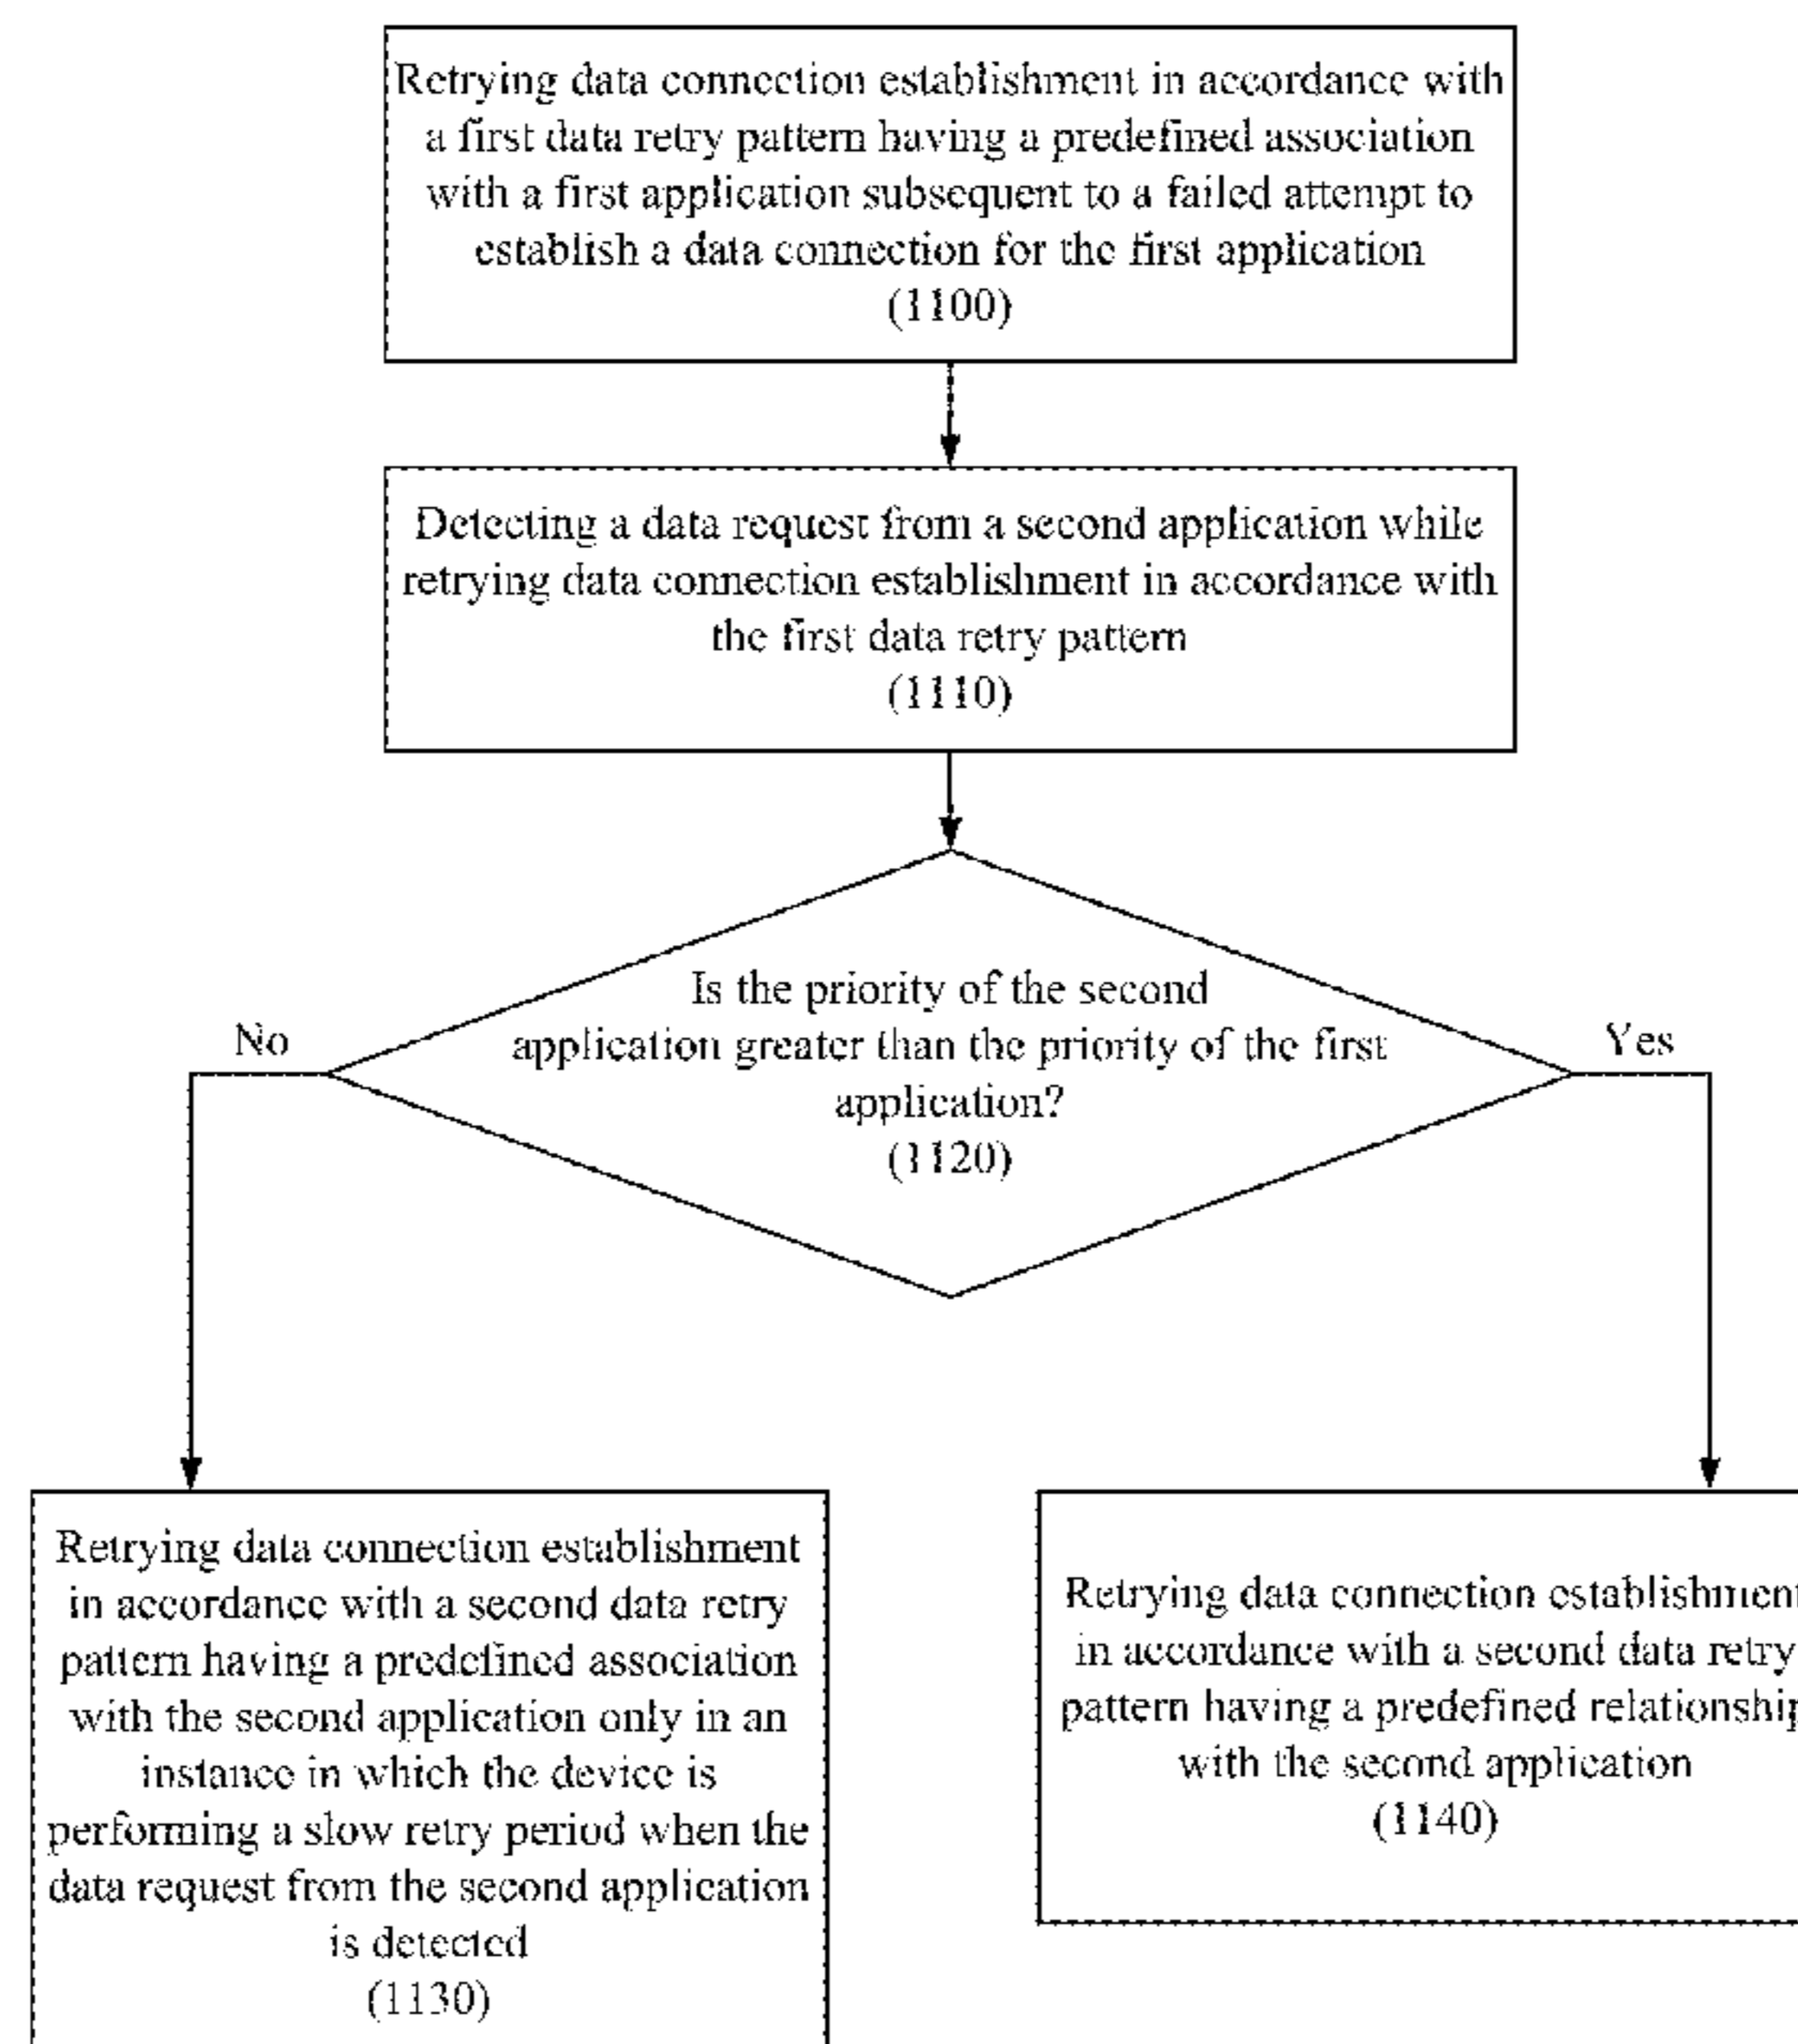 Retrying data connection establishment in accordance with
a first data retry pattern having a predefined association
with a first application subsequent to a failed attempt to
establish a data connection for the first application
(1100)
Detecting a data request from a second application while
retrying data connection establishment in accordance with
the first data retry pattern
(1110)
Is the priority of the second
application greater than the priority of the first
application?
(1120)
No
Yes
Retrying data connection establishment
in accordance with a second data retry
pattern having a predefined association
with the second application only in an
instance in which the device is
performing a slow retry period when the
data request from the second application
is detected
(1130)
Retrying data connection establishment
in accordance with a second data retry
pattern having a predefined relationship
with the second application
(1140)